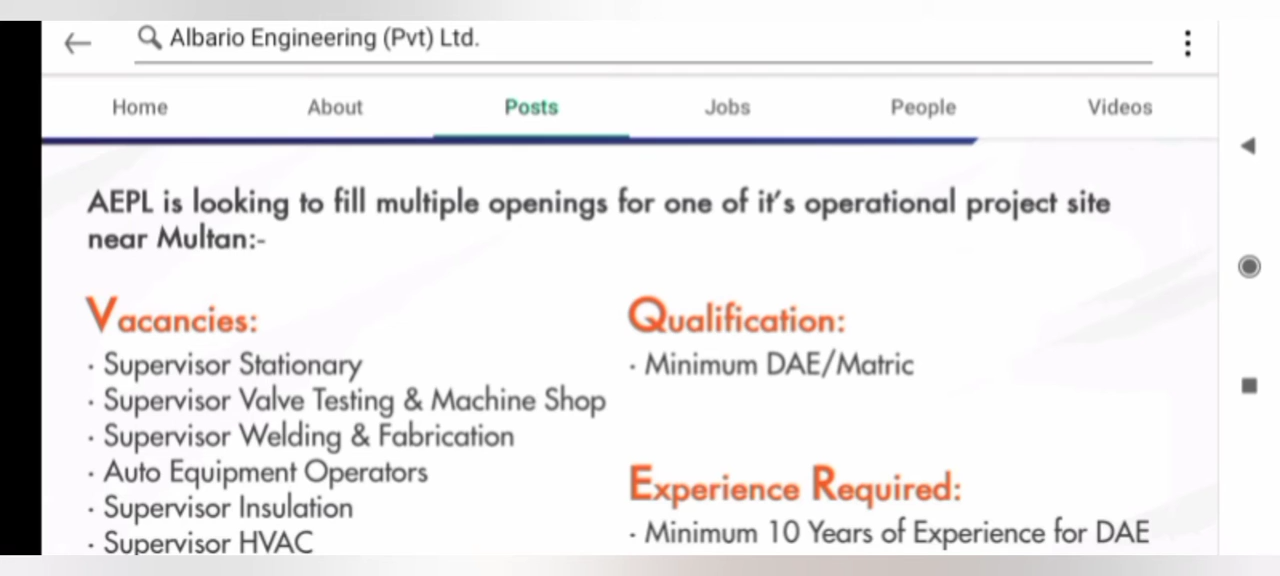 Albario Engineering (Pvt) Ltd.
Home About Posts Jobs People Videos
AEPL is looking to fill multiple openings for one of it's operational project site
near Multan:-
Vacancies:
· Supervisor Stationary
· Supervisor Valve Testing & Machine Shop
· Supervisor Welding & Fabrication
· Auto Equipment Operators
· Supervisor Insulation
· Supervisor HVAC
Qualification:
· Minimum DAE/Matric
Experience Required:
· Minimum 10 Years of Experience for DAE